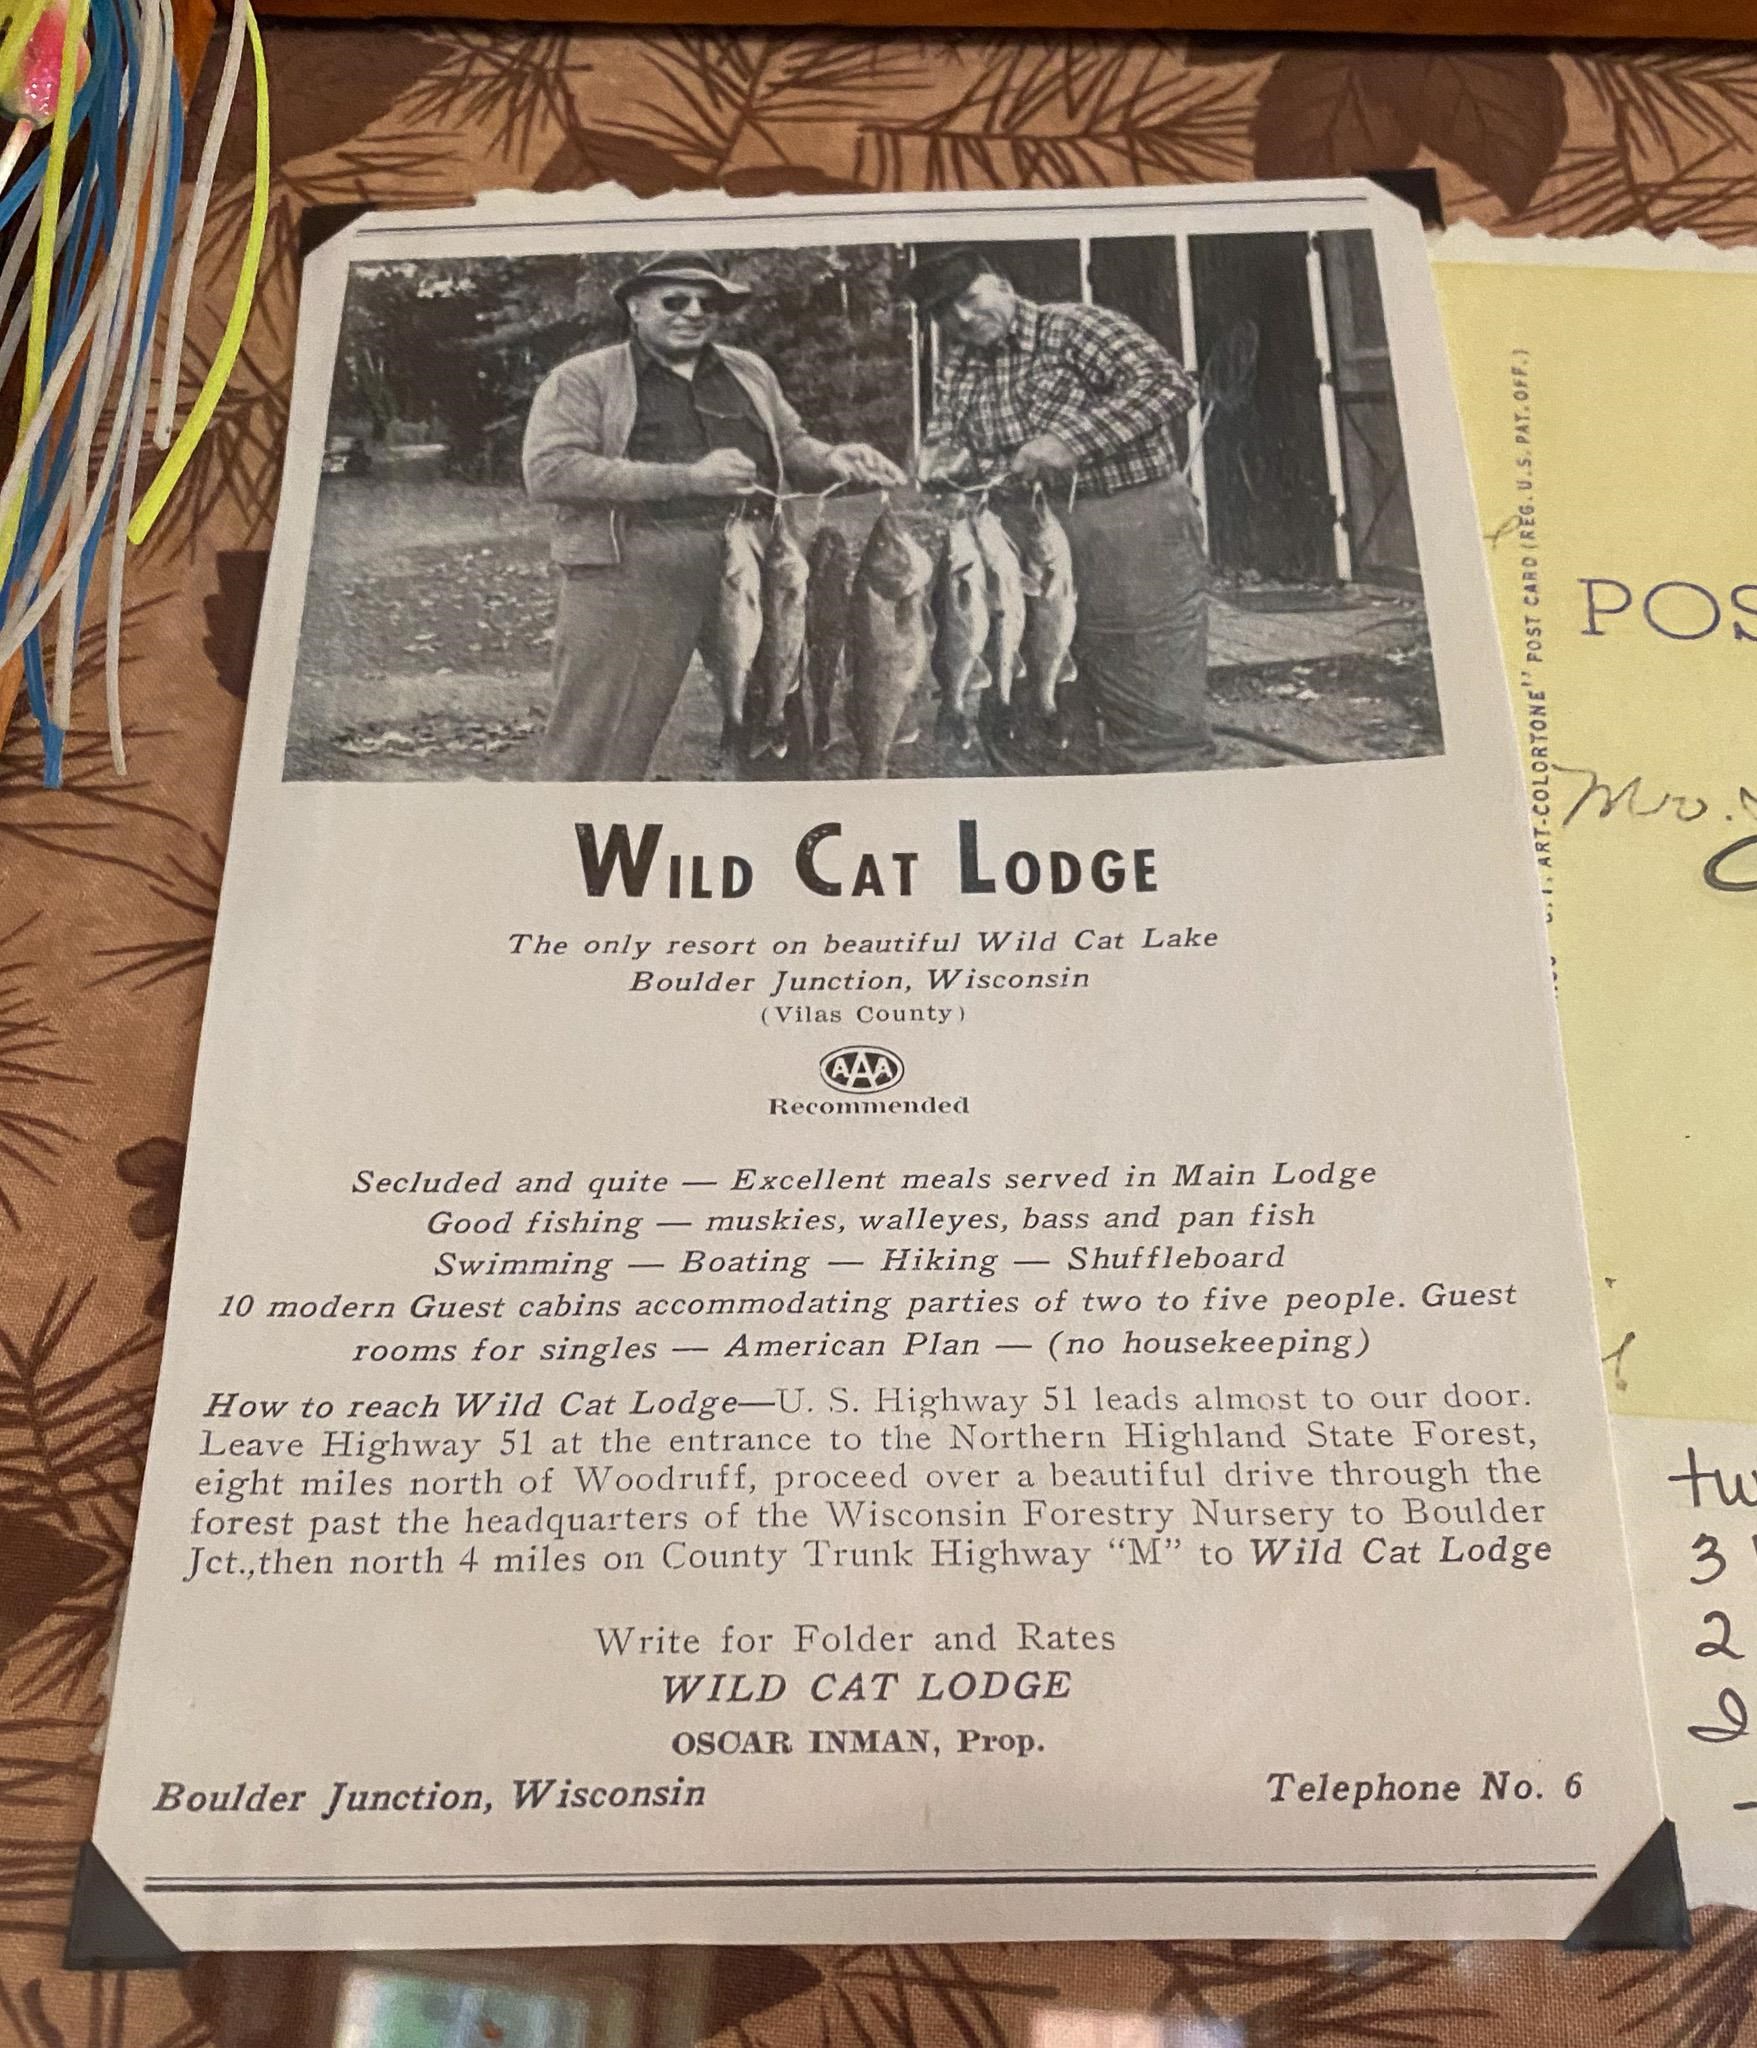 WILD CAT LODGE
The only resort on beautiful Wild Cat Lake
Boulder Junction, Wisconsin
(Vilas County)
AAA
Recommended
Secluded and quite — Excellent meals served in Main Lodge
Good fishing — muskies, walleyes, bass and pan fish
Swimming — Boating — Hiking — Shuffleboard
10 modern Guest cabins accommodating parties of two to five people. Guest
rooms for singles — American Plan — (no housekeeping)
How to reach Wild Cat Lodge—U. S. Highway 51 leads almost to our door.
Leave Highway 51 at the entrance to the Northern Highland State Forest,
eight miles north of Woodruff, proceed over a beautiful drive through the
forest past the headquarters of the Wisconsin Forestry Nursery to Boulder
Jct.,then north 4 miles on County Trunk Highway “M” to Wild Cat Lodge
Write for Folder and Rates
WILD CAT LODGE
OSCAR INMAN, Prop.
Boulder Junction, Wisconsin
Telephone No. 6
ART-COLORTONE" POST CARD (REG. U.S. PAT. OFF.)
POS
3
2